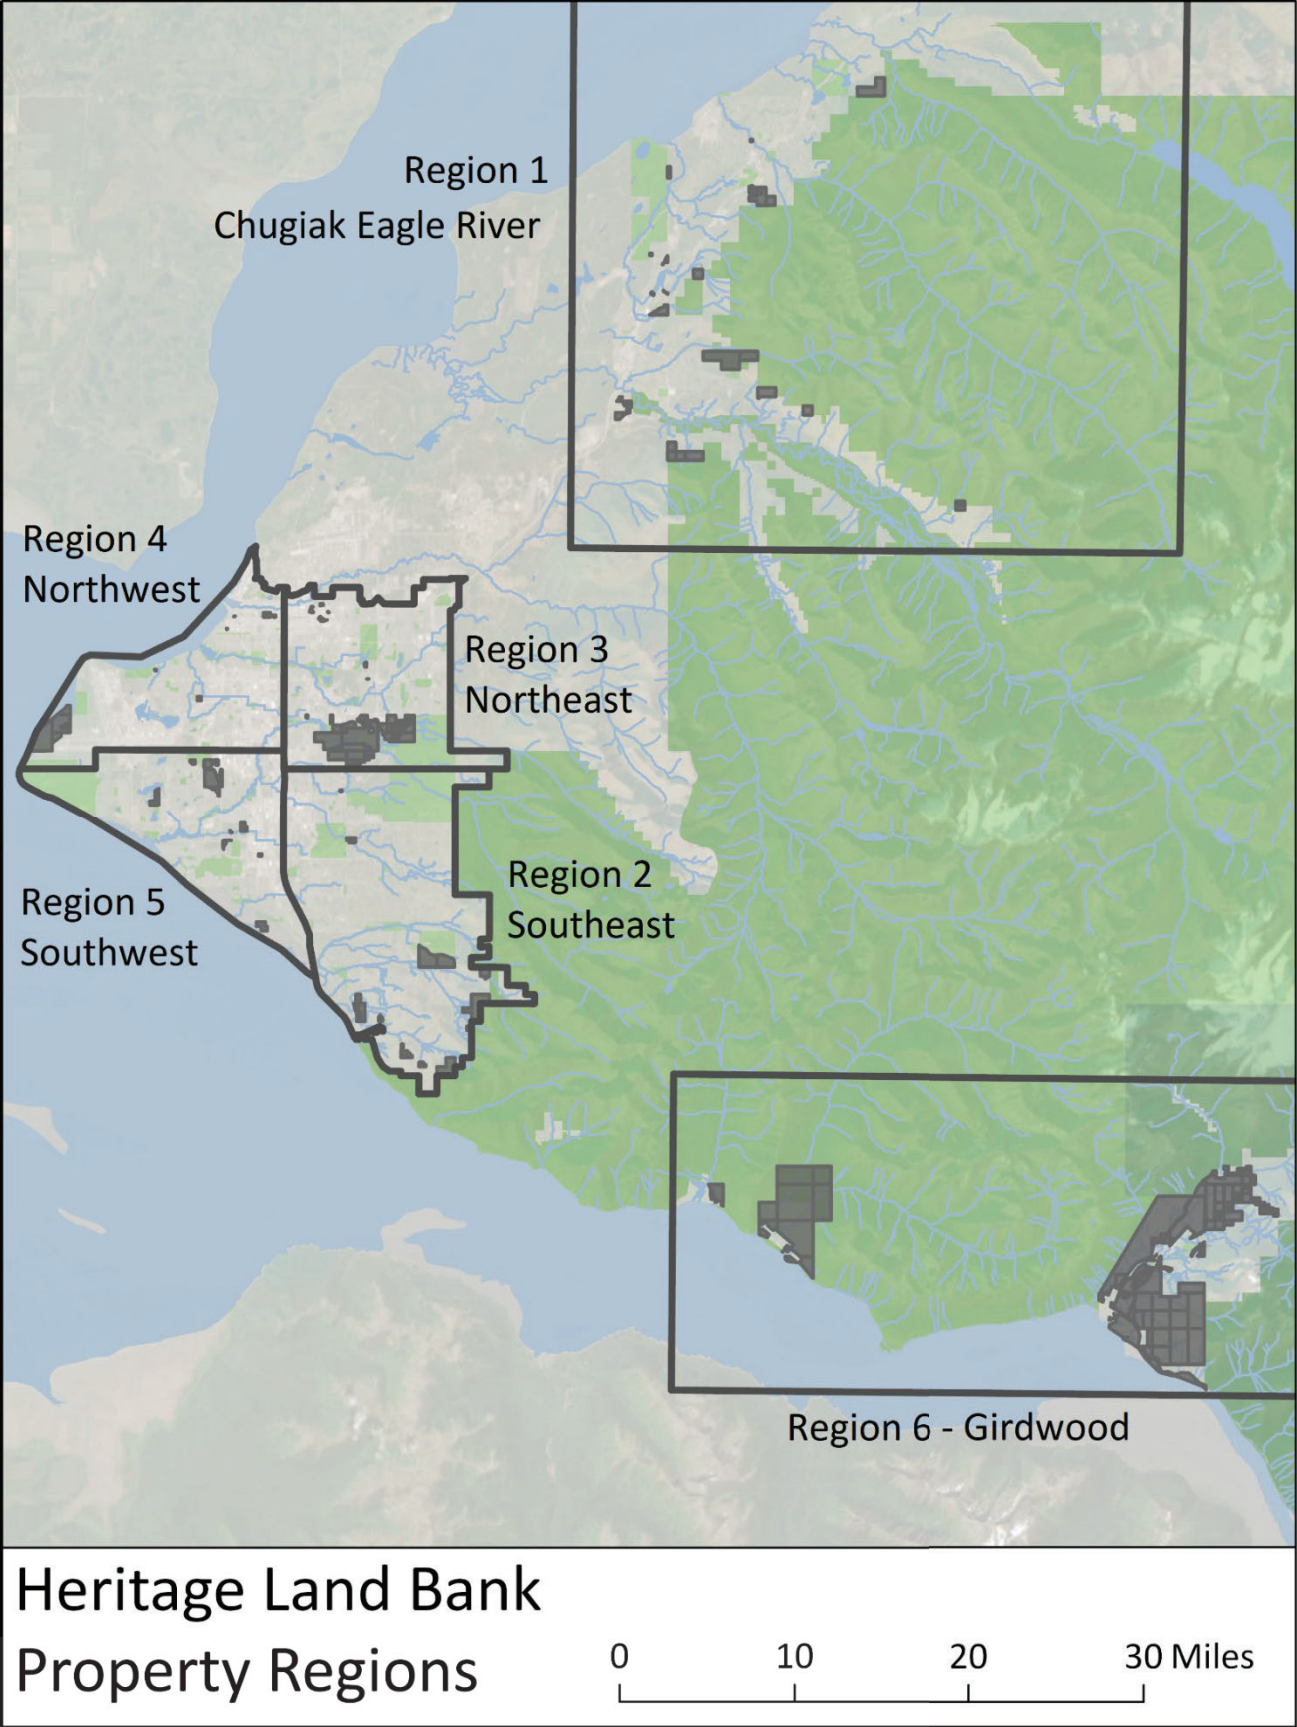 Region 1
Chugiak Eagle River
Region 4
Northwest
Region 3
Northeast
Region 2
Southeast
Region 5
Southwest
Region 6 - Girdwood
Heritage Land Bank
Property Regions
0 10 20 30 Miles